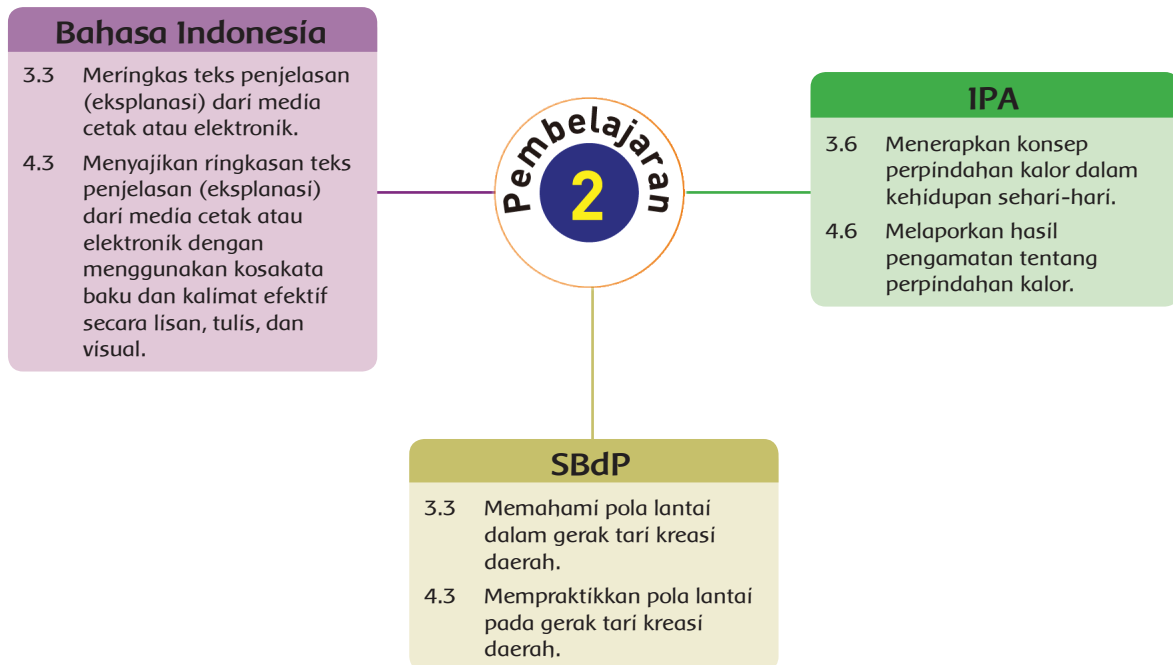 Bahasa Indonesia
3.3 Meringkas teks penjelasan
(eksplanasi) dari media
cetak atau elektronik.
4.3 Menyajikan ringkasan teks
penjelasan (eksplanasi)
dari media cetak atau
elektronik dengan
menggunakan kosakata
baku dan kalimat efektif
secara lisan, tulis, dan
visual.
Pembelajaran
2
IPA
3.6 Menerapkan konsep
perpindahan kalor dalam
kehidupan sehari-hari.
4.6 Melaporkan hasil
pengamatan tentang
perpindahan kalor.
SBdP
3.3 Memahami pola lantai
dalam gerak tari kreasi
daerah.
4.3 Mempraktikkan pola lantai
pada gerak tari kreasi
daerah.